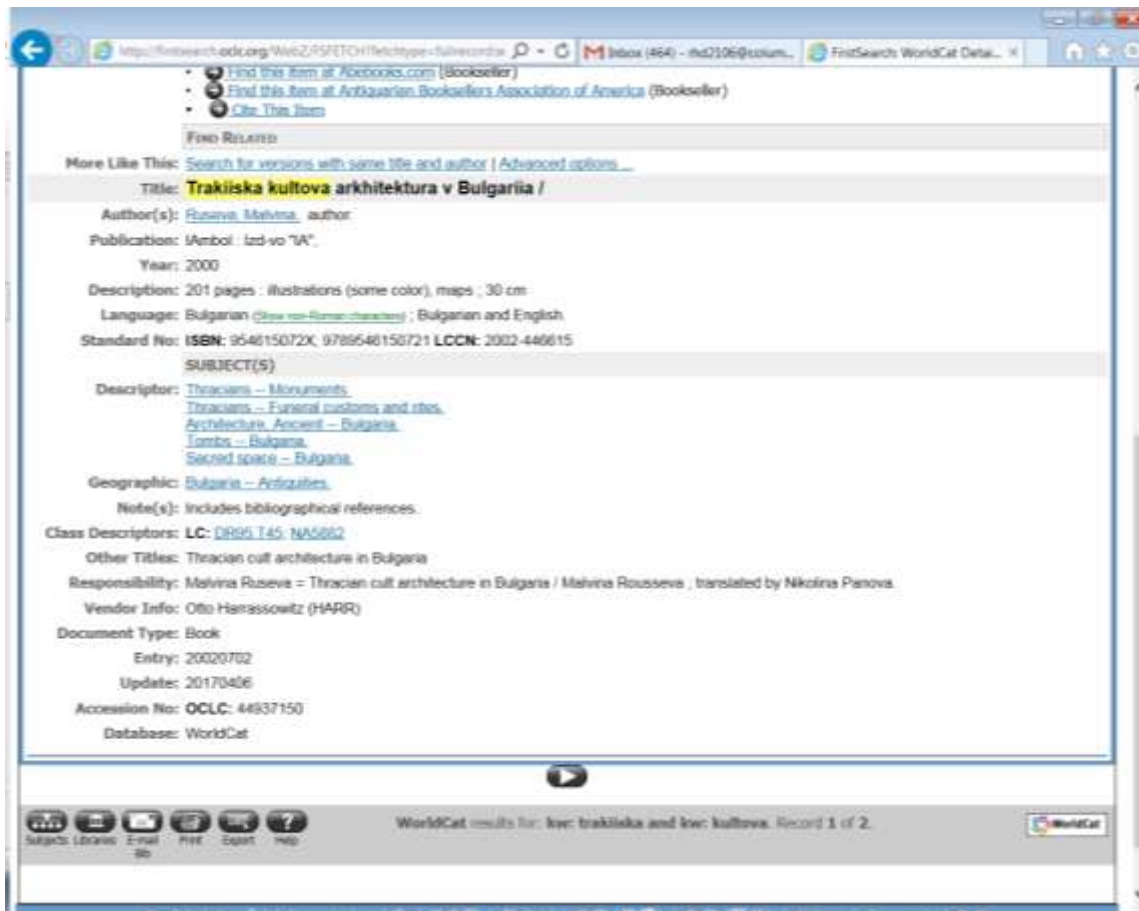 Inbox (464) - rhd2106@colum...
FirstSearch: WorldCat Detai...
Find this item at Abebooks.com (Bookseller)
Find this item at Antiquarian Booksellers Association of America (Bookseller)
Cite This Item
FIND RELATED
More Like This: Search for versions with same title and author | Advanced options ...
Title: Trakiiska kultova arkhitektura v Bulgariia /
Author(s): Ruseva, Malvina, author.
Publication: IAmbol : Izd-vo "IA",
Year: 2000
Description: 201 pages : illustrations (some color), maps ; 30 cm
Language: Bulgarian (Show non-Roman characters) ; Bulgarian and English.
Standard No: ISBN: 954615072X, 9789546150721 LCCN: 2002-446615
SUBJECT(S)
Descriptor: Thracians -- Monuments.
Thracians -- Funeral customs and rites.
Architecture, Ancient -- Bulgaria.
Tombs -- Bulgaria.
Sacred space -- Bulgaria.
Geographic: Bulgaria -- Antiquities.
Note(s): Includes bibliographical references.
Class Descriptors: LC: DR95.T45; NA5882
Other Titles: Thracian cult architecture in Bulgaria
Responsibility: Malvina Ruseva = Thracian cult architecture in Bulgaria / Malvina Rousseva ; translated by Nikolina Panova.
Vendor Info: Otto Harrassowitz (HARR)
Document Type: Book
Entry: 20020702
Update: 20170406
Accession No: OCLC: 44937150
Database: WorldCat
Subjects Libraries E-mail Print Export Help
Bib
WorldCat results for: kw: trakiiska and kw: kultova. Record 1 of 2.
WorldCat